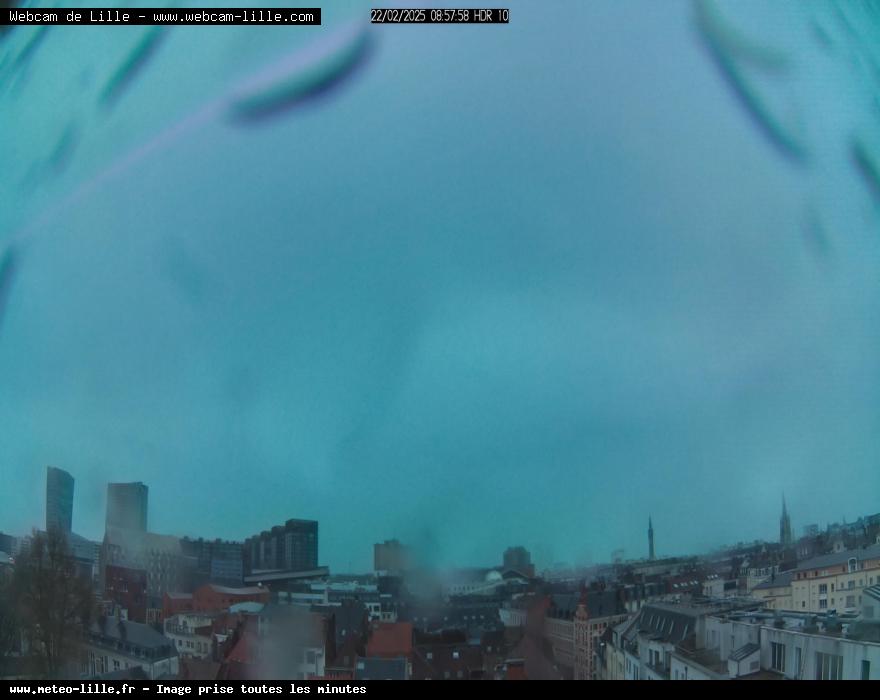 Webcam de Lille - www.webcam-lille.com
22/02/2025 08:57:58 HDR 10
www.meteo-lille.fr - Image prise toutes les minutes